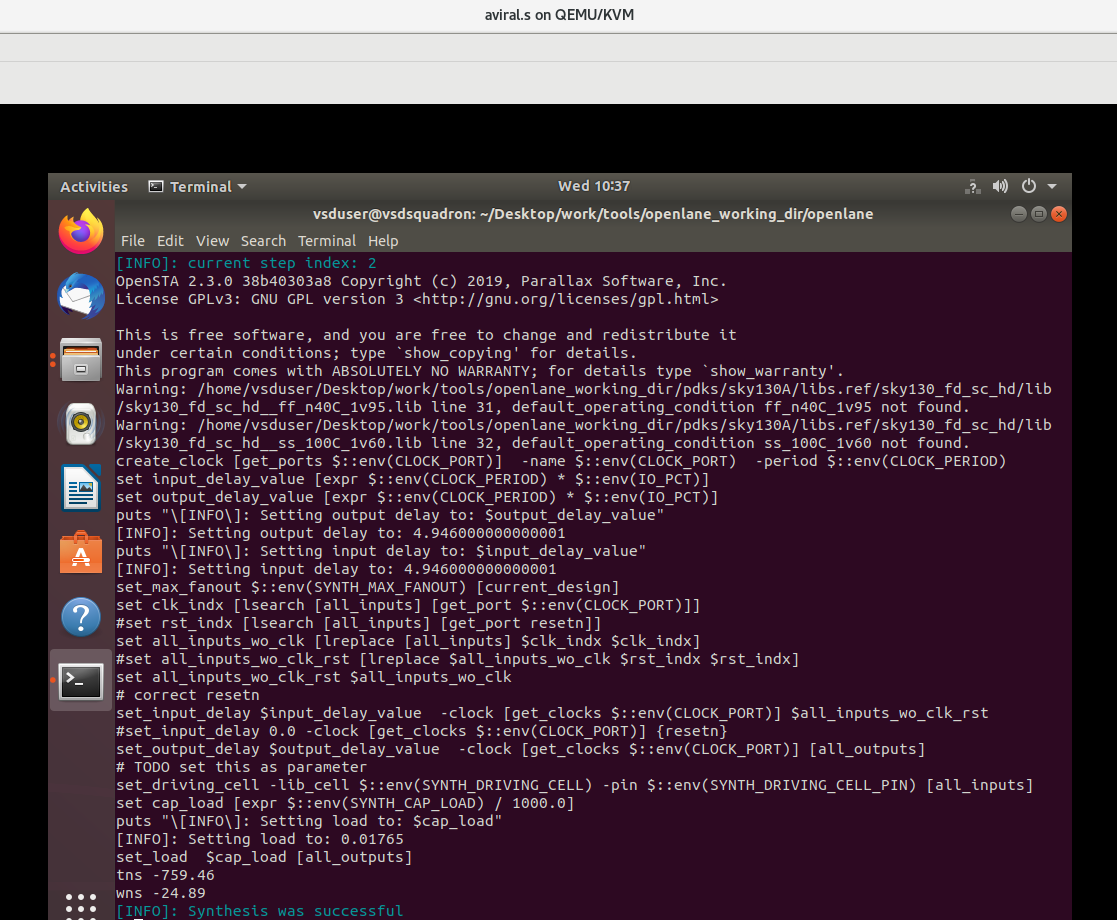 aviral.s on QEMU/KVM
Activities Terminal Wed 10:37
vsduser@vsdsquadron: ~/Desktop/work/tools/openlane_working_dir/openlane
File Edit View Search Terminal Help
[INFO]: current step index: 2
OpenSTA 2.3.0 38b40303a8 Copyright (c) 2019, Parallax Software, Inc.
License GPLv3: GNU GPL version 3 <http://gnu.org/licenses/gpl.html>
This is free software, and you are free to change and redistribute it
under certain conditions; type `show_copying' for details.
This program comes with ABSOLUTELY NO WARRANTY; for details type `show_warranty'.
Warning: /home/vsduser/Desktop/work/tools/openlane_working_dir/pdks/sky130A/libs.ref/sky130_fd_sc_hd/lib
/sky130_fd_sc_hd__ff_n40C_1v95.lib line 31, default_operating_condition ff_n40C_1v95 not found.
Warning: /home/vsduser/Desktop/work/tools/openlane_working_dir/pdks/sky130A/libs.ref/sky130_fd_sc_hd/lib
/sky130_fd_sc_hd__ss_100C_1v60.lib line 32, default_operating_condition ss_100C_1v60 not found.
create_clock [get_ports $::env(CLOCK_PORT)]  -name $::env(CLOCK_PORT)  -period $::env(CLOCK_PERIOD)
set input_delay_value [expr $::env(CLOCK_PERIOD) * $::env(IO_PCT)]
set output_delay_value [expr $::env(CLOCK_PERIOD) * $::env(IO_PCT)]
puts "\[INFO\]: Setting output delay to: $output_delay_value"
[INFO]: Setting output delay to: 4.946000000000001
puts "\[INFO\]: Setting input delay to: $input_delay_value"
[INFO]: Setting input delay to: 4.946000000000001
set_max_fanout $::env(SYNTH_MAX_FANOUT) [current_design]
set clk_indx [lsearch [all_inputs] [get_port $::env(CLOCK_PORT)]]
#set rst_indx [lsearch [all_inputs] [get_port resetn]]
set all_inputs_wo_clk [lreplace [all_inputs] $clk_indx $clk_indx]
#set all_inputs_wo_clk_rst [lreplace $all_inputs_wo_clk $rst_indx $rst_indx]
set all_inputs_wo_clk_rst $all_inputs_wo_clk
# correct resetn
set_input_delay $input_delay_value  -clock [get_clocks $::env(CLOCK_PORT)] $all_inputs_wo_clk_rst
#set_input_delay 0.0 -clock [get_clocks $::env(CLOCK_PORT)] {resetn}
set_output_delay $output_delay_value  -clock [get_clocks $::env(CLOCK_PORT)] [all_outputs]
# TODO set this as parameter
set_driving_cell -lib_cell $::env(SYNTH_DRIVING_CELL) -pin $::env(SYNTH_DRIVING_CELL_PIN) [all_inputs]
set cap_load [expr $::env(SYNTH_CAP_LOAD) / 1000.0]
puts "\[INFO\]: Setting load to: $cap_load"
[INFO]: Setting load to: 0.01765
set_load  $cap_load [all_outputs]
tns -759.46
wns -24.89
[INFO]: Synthesis was successful